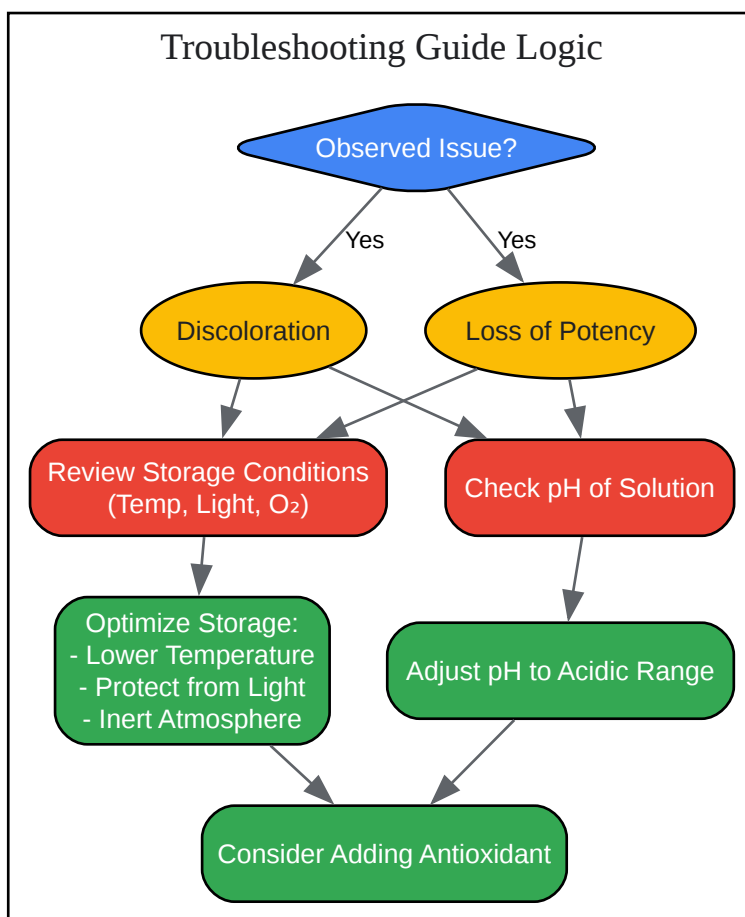 Troubleshooting Guide Logic
Observed Issue?
Yes
Yes
Discoloration
Loss of Potency
Review Storage Conditions
(Temp, Light, O₂)
Check pH of Solution
Optimize Storage:
- Lower Temperature
- Protect from Light
- Inert Atmosphere
Adjust pH to Acidic Range
Consider Adding Antioxidant